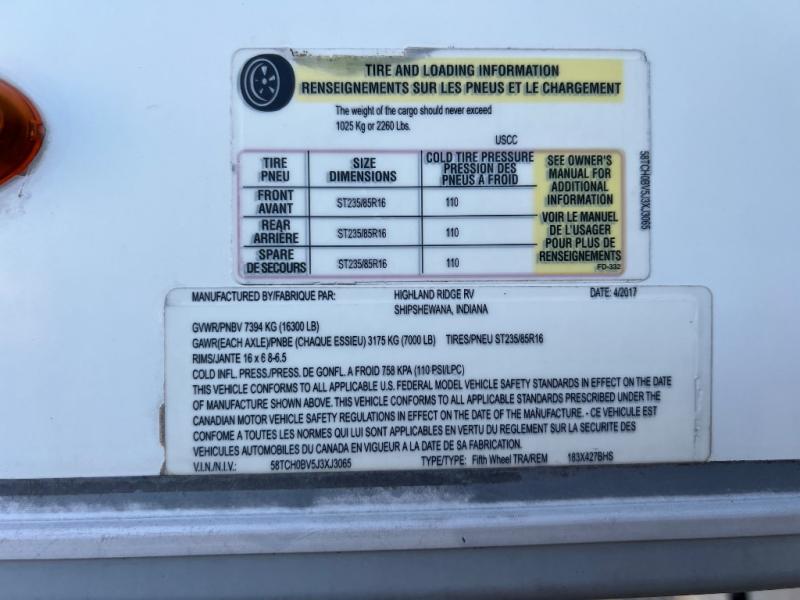 TIRE AND LOADING INFORMATION
RENSEIGNEMENTS SUR LES PNEUS ET LE CHARGEMENT
The weight of the cargo should never exceed
1025 Kg or 2260 Lbs.
USCC
TIRE PNEU SIZE DIMENSIONS COLD TIRE PRESSURE PRESSION DES PNEUS A FROID
FRONT AVANT ST235/85R16 110
REAR ARRIÈRE ST235/85R16 110
SPARE DE SECOURS ST235/85R16 110
SEE OWNER'S
MANUAL FOR
ADDITIONAL
INFORMATION
VOIR LE MANUEL
DE L'USAGER
POUR PLUS DE
RENSEIGNEMENTS
FD-332
58TCH0BV5J3XJ3065
MANUFACTURED BY/FABRIQUE PAR: HIGHLAND RIDGE RV DATE: 4/2017
SHIPSHEWANA, INDIANA
GVWR/PNBV 7394 KG (16300 LB)
GAWR(EACH AXLE)/PNBE (CHAQUE ESSIEU) 3175 KG (7000 LB) TIRES/PNEU ST235/85R16
RIMS/JANTE 16 x 6 8-6.5
COLD INFL. PRESS./PRESS. DE GONFL. A FROID 758 KPA (110 PSI/LPC)
THIS VEHICLE CONFORMS TO ALL APPLICABLE U.S. FEDERAL MODEL VEHICLE SAFETY STANDARDS IN EFFECT ON THE DATE
OF MANUFACTURE SHOWN ABOVE. THIS VEHICLE CONFORMS TO ALL APPLICABLE STANDARDS PRESCRIBED UNDER THE
CANADIAN MOTOR VEHICLE SAFETY REGULATIONS IN EFFECT ON THE DATE OF THE MANUFACTURE. - CE VEHICULE EST
CONFOME A TOUTES LES NORMES QUI LUI SONT APPLICABLES EN VERTU DU REGLEMENT SUR LA SECURITE DES
VEHICULES AUTOMOBILES DU CANADA EN VIGUEUR A LA DATE DE SA FABRICATION.
V.I.N./N.I.V.: 58TCH0BV5J3XJ3065 TYPE/TYPE: Fifth Wheel TRA/REM 183X427BHS